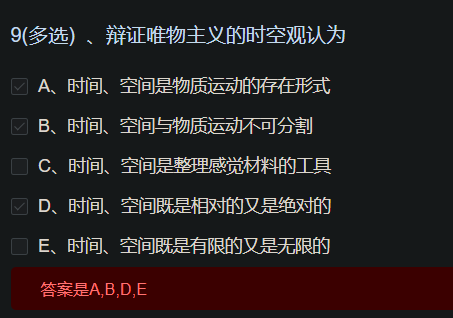 9(多选) 、辩证唯物主义的时空观认为
A、时间、空间是物质运动的存在形式
B、时间、空间与物质运动不可分割
C、时间、空间是整理感觉材料的工具
D、时间、空间既是相对的又是绝对的
E、时间、空间既是有限的又是无限的
答案是A,B,D,E